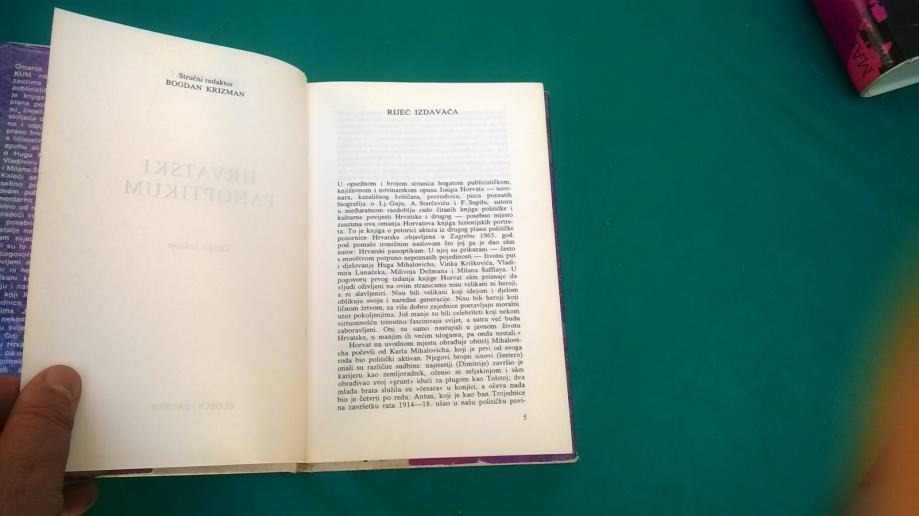 Stručni redaktor
BOGDAN KRIZMAN
RIJEČ IZDAVAČA
U opsežnom i brojem stranica bogatom publicističkom,
književnom i novinarskom opusu Josipa Horvata — novi-
nara, kazališnog kritičara, prevodioca, pisca poznatih
biografija o Lj. Gaju, A. Starčeviću i F. Supilu, autora
u međuratnom razdoblju rado čitanih knjiga političke i
kulturne povijesti Hrvatske i drugog — posebno mjesto
zauzima ova omanja Horvatova knjiga historijskih portre-
ta. To je knjiga o petorici aktera iz drugog plana političke
pozornice Hrvatske objavljena u Zagrebu 1965. god.
pod pomalo ironičnim naslovom što joj ga je dao sâm
autor: Hrvatski panoptikum. U njoj su prikazani — često
s mnoštvom potpuno nepoznatih pojedinosti — životni put
i djelovanje Huga Mihalovicha, Vinka Kriškovića, Vladi-
mira Lunačeka, Milivoja Dežmana i Milana Šufflaya. U
pogovoru prvog izdanja knjige Horvat sâm priznaje da
»ljudi oživljeni na ovim stranicama nisu velikani ni heroji,
a ni slavljenici. Nisu bili velikani koji idejom i djelom
oblikuju svoja i naredne generacije. Nisu bili heroji koji
ličnom žrtvom, za više dobro zajednice postavljaju moralni
uzor pokoljenjima. Još manje su bili celebriteti koji nekom
virtuoznošću trenutno fasciniraju svijet, a sutra već budu
zaboravljeni. Oni su samo nastupali u javnom životu
Hrvatske, u manjim ili većim ulogama, pa onda nestali.«
Horvat na uvodnom mjestu obrađuje obitelj Mihalovi-
cha počevši od Karla Mihalovicha, koji je prvi od svoga
roda bio politički aktivan. Njegovi brojni sinovi (šestero)
imali su različite sudbine: najstariji (Dimitrije) završio je
karijeru kao zemljoradnik, oženio se seljakinjom i sâm
obrađivao svoj »grunt« idući za plugom kao Tolstoj; dva
mlađa brata služila su »ćesara« u konjici, a očeva nada
bio je četvrti po redu: Antun, koji je kao ban Trojednice
na završetku rata 1914—18. ušao u našu političku povi-
5